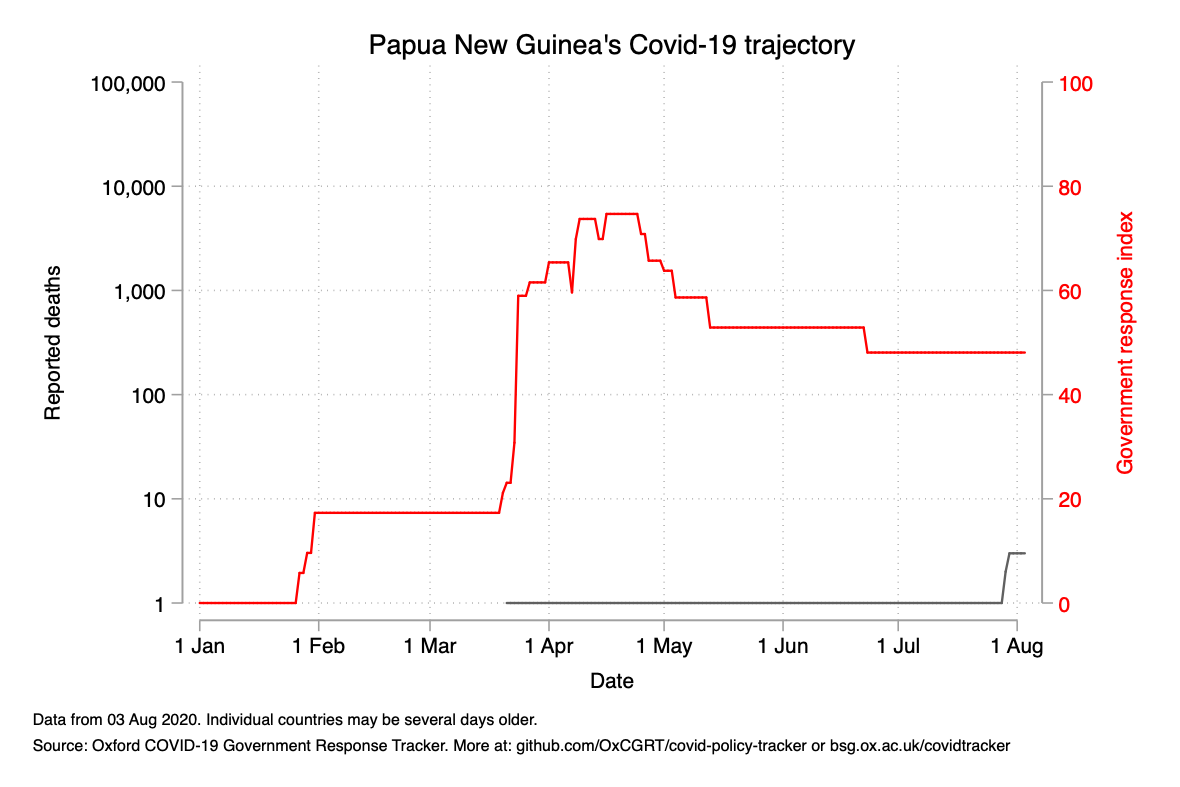 Papua New Guinea's Covid-19 trajectory
100,000
10,000
1,000
100
10
1
Reported deaths
100
80
60
40
20
0
Government response index
1 Jan 1 Feb 1 Mar 1 Apr 1 May 1 Jun 1 Jul 1 Aug
Date
Data from 03 Aug 2020. Individual countries may be several days older.
Source: Oxford COVID-19 Government Response Tracker. More at: github.com/OxCGRT/covid-policy-tracker or bsg.ox.ac.uk/covidtracker